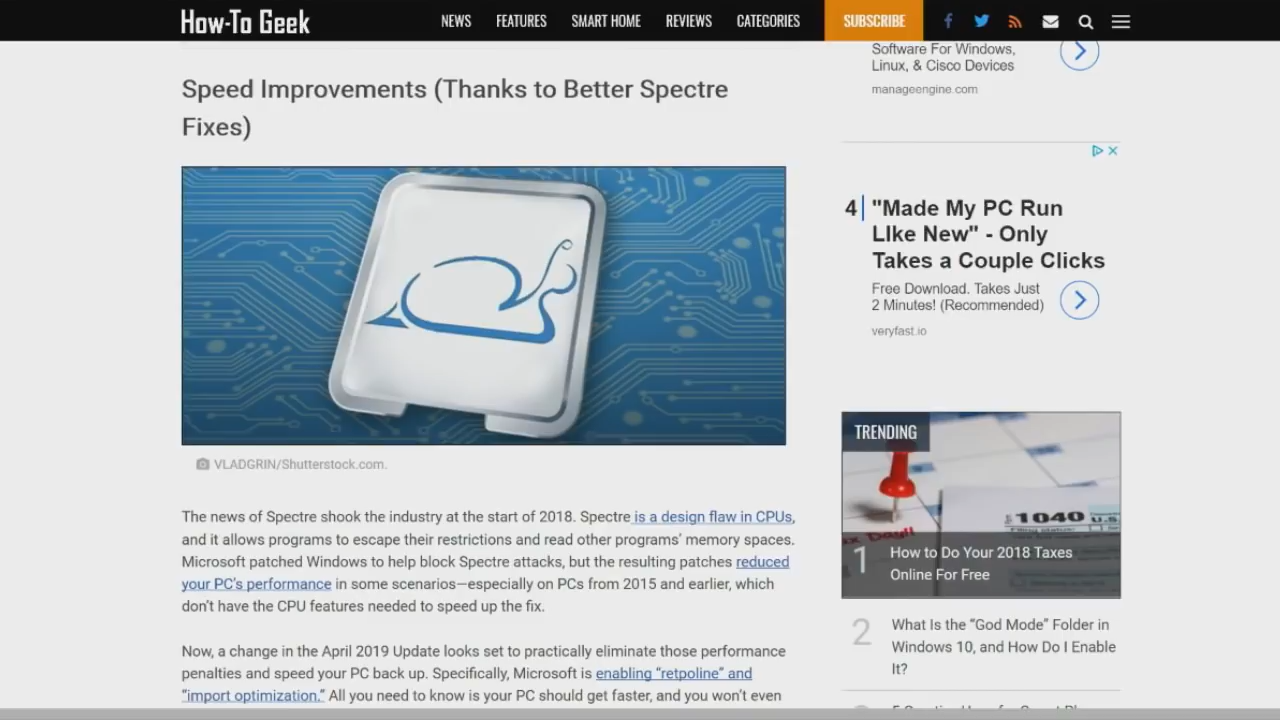 How-To Geek
NEWS FEATURES SMART HOME REVIEWS CATEGORIES SUBSCRIBE
Speed Improvements (Thanks to Better Spectre
Fixes)
VLADGRIN/Shutterstock.com.
The news of Spectre shook the industry at the start of 2018. Spectre is a design flaw in CPUs,
and it allows programs to escape their restrictions and read other programs’ memory spaces.
Microsoft patched Windows to help block Spectre attacks, but the resulting patches reduced
your PC’s performance in some scenarios—especially on PCs from 2015 and earlier, which
don’t have the CPU features needed to speed up the fix.
Now, a change in the April 2019 Update looks set to practically eliminate those performance
penalties and speed your PC back up. Specifically, Microsoft is enabling “retpoline” and
“import optimization.” All you need to know is your PC should get faster, and you won’t even
Software For Windows,
Linux, & Cisco Devices
manageengine.com
4 "Made My PC Run
LIke New" - Only
Takes a Couple Clicks
Free Download. Takes Just
2 Minutes! (Recommended)
veryfast.io
TRENDING
1040 U.S
1 How to Do Your 2018 Taxes
Online For Free
2 What Is the “God Mode” Folder in
Windows 10, and How Do I Enable
It?